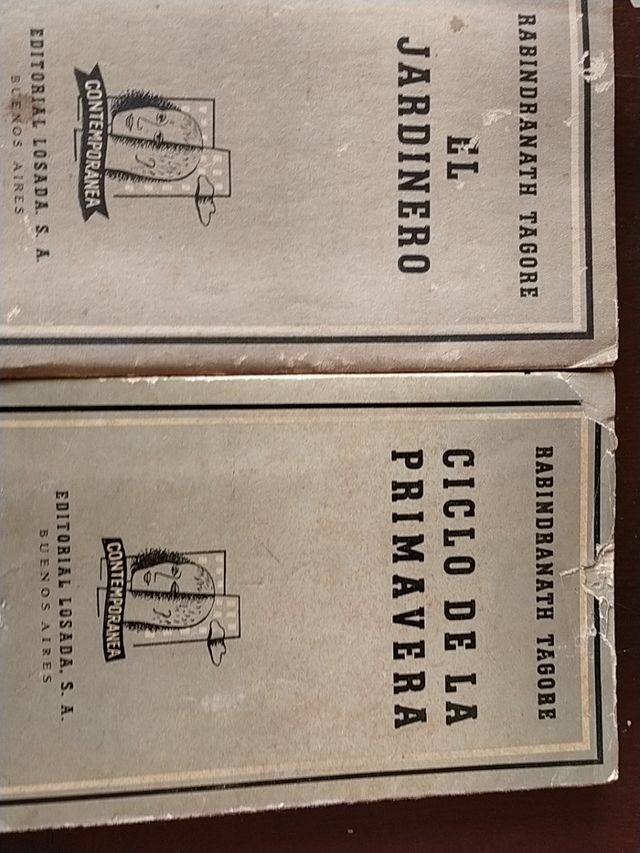 RABINDRANATH TAGORE
EL
JARDINERO
CONTEMPORÁNEA
EDITORIAL LOSADA, S. A.
BUENOS AIRES
RABINDRANATH TAGORE
CICLO DE LA
PRIMAVERA
CONTEMPORANEA
EDITORIAL LOSADA, S. A.
BUENOS AIRES